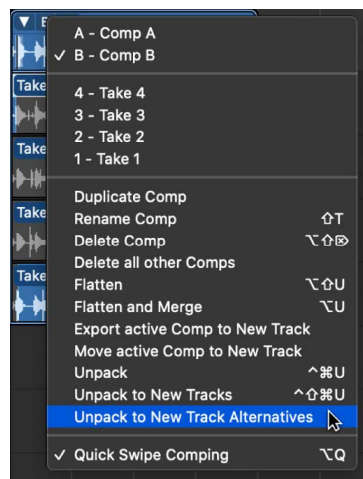 A - Comp A
✓ B - Comp B
4 - Take 4
3 - Take 3
2 - Take 2
1 - Take 1
Duplicate Comp
Rename Comp ⇧T
Delete Comp ⌥⇧⌦
Delete all other Comps
Flatten ⌥⇧U
Flatten and Merge ⌥U
Export active Comp to New Track
Move active Comp to New Track
Unpack ^⌘U
Unpack to New Tracks ^⇧⌘U
Unpack to New Track Alternatives
✓ Quick Swipe Comping ⌥Q
Take
Take
Take
Take